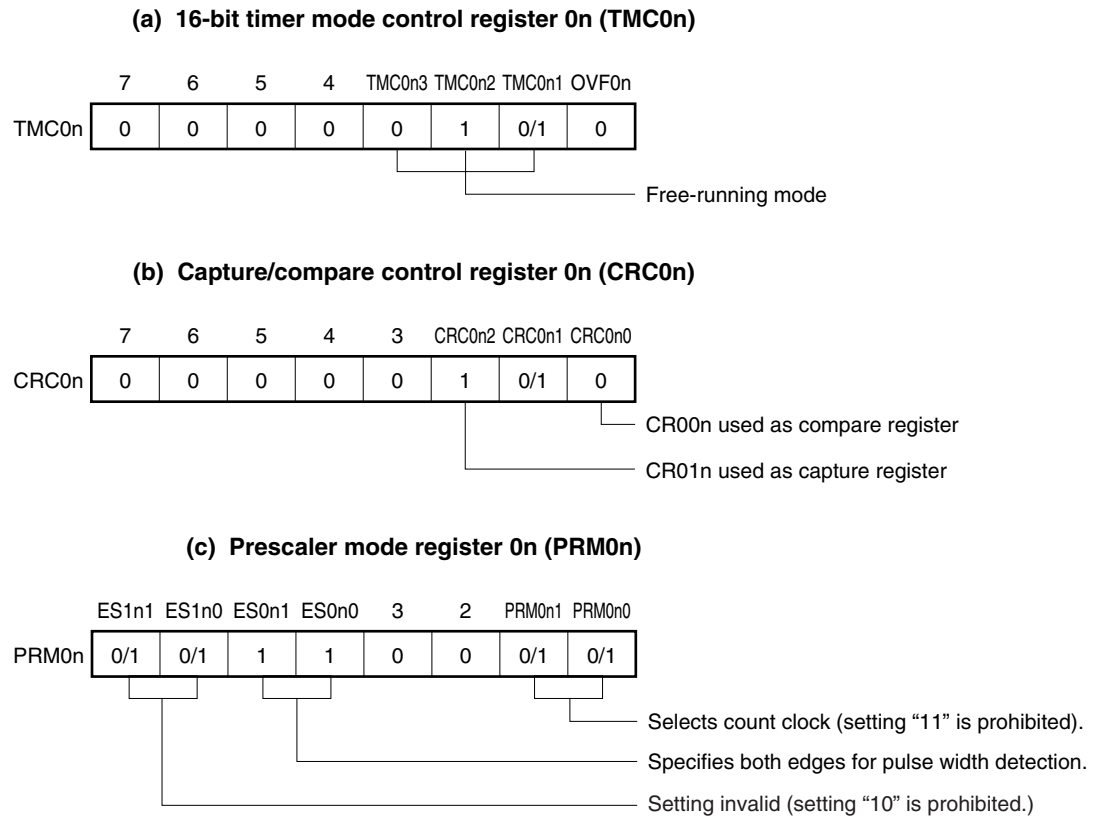 (a) 16-bit timer mode control register 0n (TMC0n)
7 6 5 4 TMC0n3 TMC0n2 TMC0n1 OVF0n
TMC0n 0 0 0 0 0 1 0/1 0
Free-running mode
(b) Capture/compare control register 0n (CRC0n)
7 6 5 4 3 CRC0n2 CRC0n1 CRC0n0
CRC0n 0 0 0 0 0 1 0/1 0
CR00n used as compare register
CR01n used as capture register
(c) Prescaler mode register 0n (PRM0n)
ES1n1 ES1n0 ES0n1 ES0n0 3 2 PRM0n1 PRM0n0
PRM0n 0/1 0/1 1 1 0 0 0/1 0/1
Selects count clock (setting “11” is prohibited).
Specifies both edges for pulse width detection.
Setting invalid (setting “10” is prohibited.)